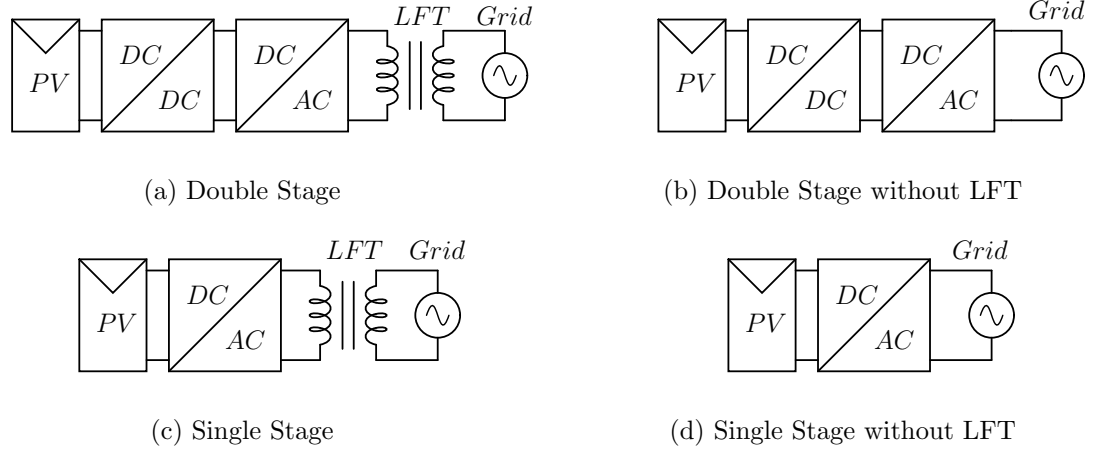 LFT Grid
PV DC DC DC AC
(a) Double Stage
Grid
PV DC DC DC AC
(b) Double Stage without LFT
LFT Grid
PV DC AC
(c) Single Stage
Grid
PV DC AC
(d) Single Stage without LFT